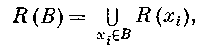 R (B) = ⋃_{x_i∈B} R (x_i),